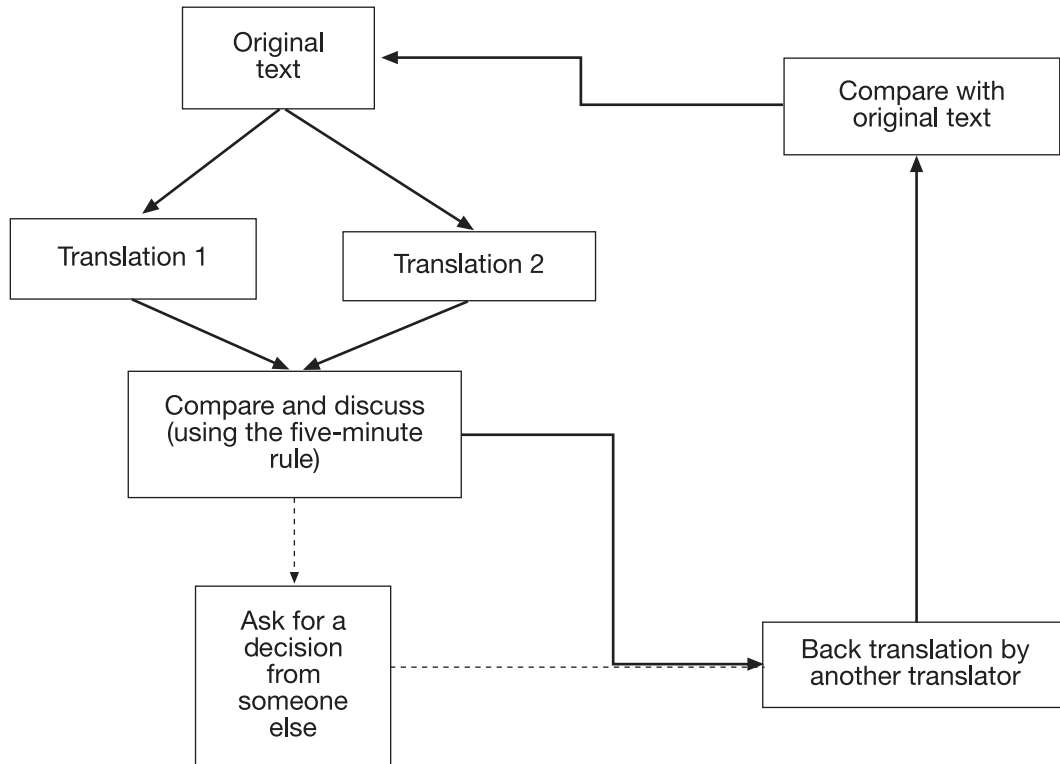 Original
text
Compare with
original text
Translation 1
Translation 2
Compare and discuss
(using the five-minute
rule)
Ask for a
decision
from
someone
else
Back translation by
another translator